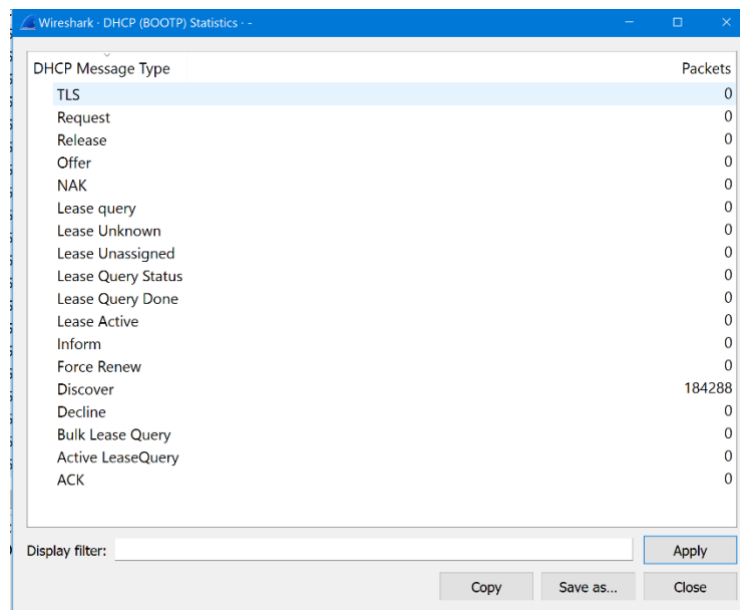 Wireshark · DHCP (BOOTP) Statistics · -
DHCP Message Type Packets
TLS 0
Request 0
Release 0
Offer 0
NAK 0
Lease query 0
Lease Unknown 0
Lease Unassigned 0
Lease Query Status 0
Lease Query Done 0
Lease Active 0
Inform 0
Force Renew 0
Discover 184288
Decline 0
Bulk Lease Query 0
Active LeaseQuery 0
ACK 0
Display filter: Apply
Copy Save as... Close